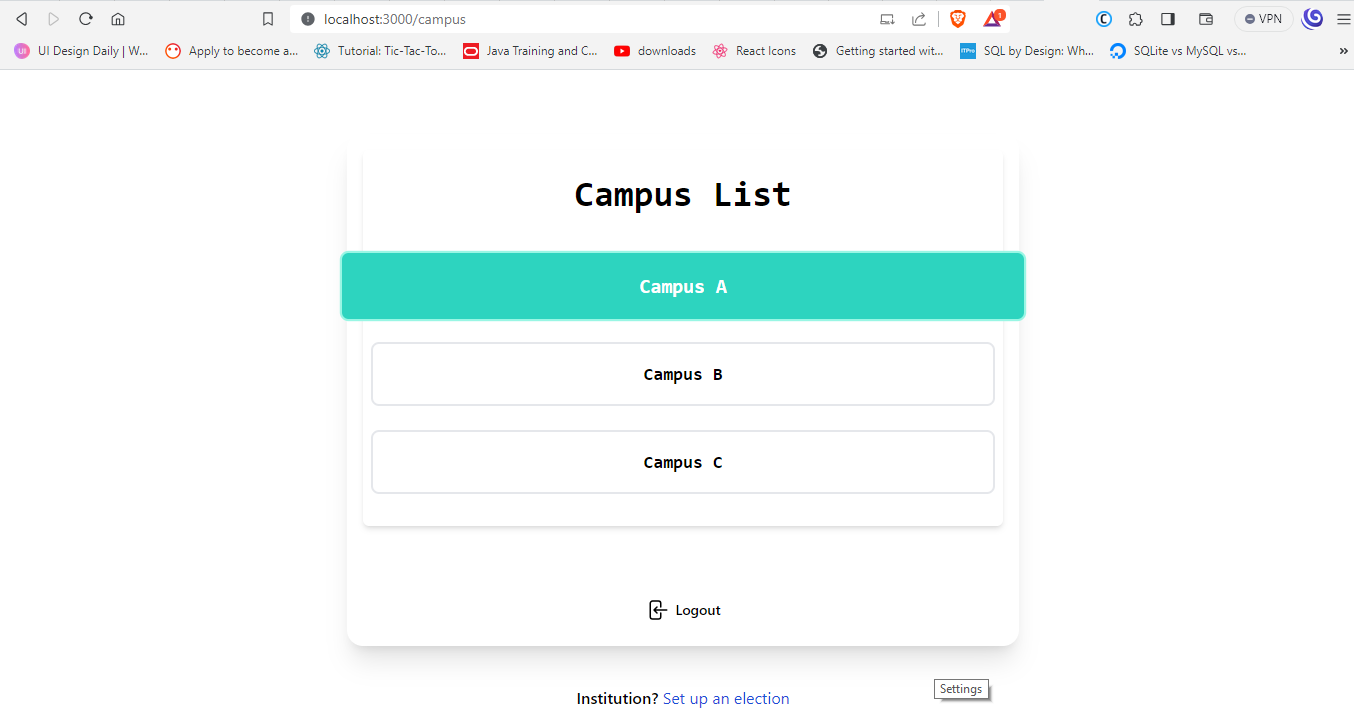 localhost:3000/campus
1
VPN
UI Design Daily | W...
Apply to become a...
Tutorial: Tic-Tac-To...
Java Training and C...
downloads
React Icons
Getting started wit...
SQL by Design: Wh...
SQLite vs MySQL vs...
Campus List
Campus A
Campus B
Campus C
Logout
Institution? Set up an election
Settings